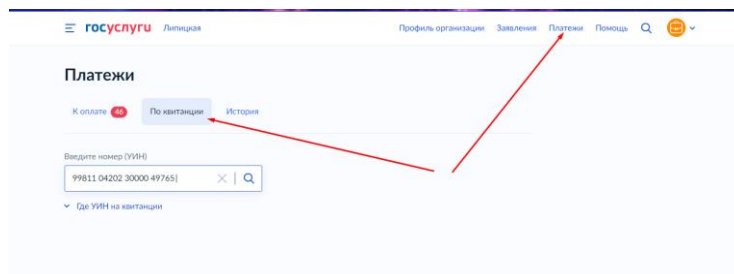 госуслуги Липицкая Профиль организации Заявления Платежи Помощь
Платежи
К оплате 46 По квитанции История
Введите номер (УИН)
99811 04202 30000 49765
Где УИН на квитанции